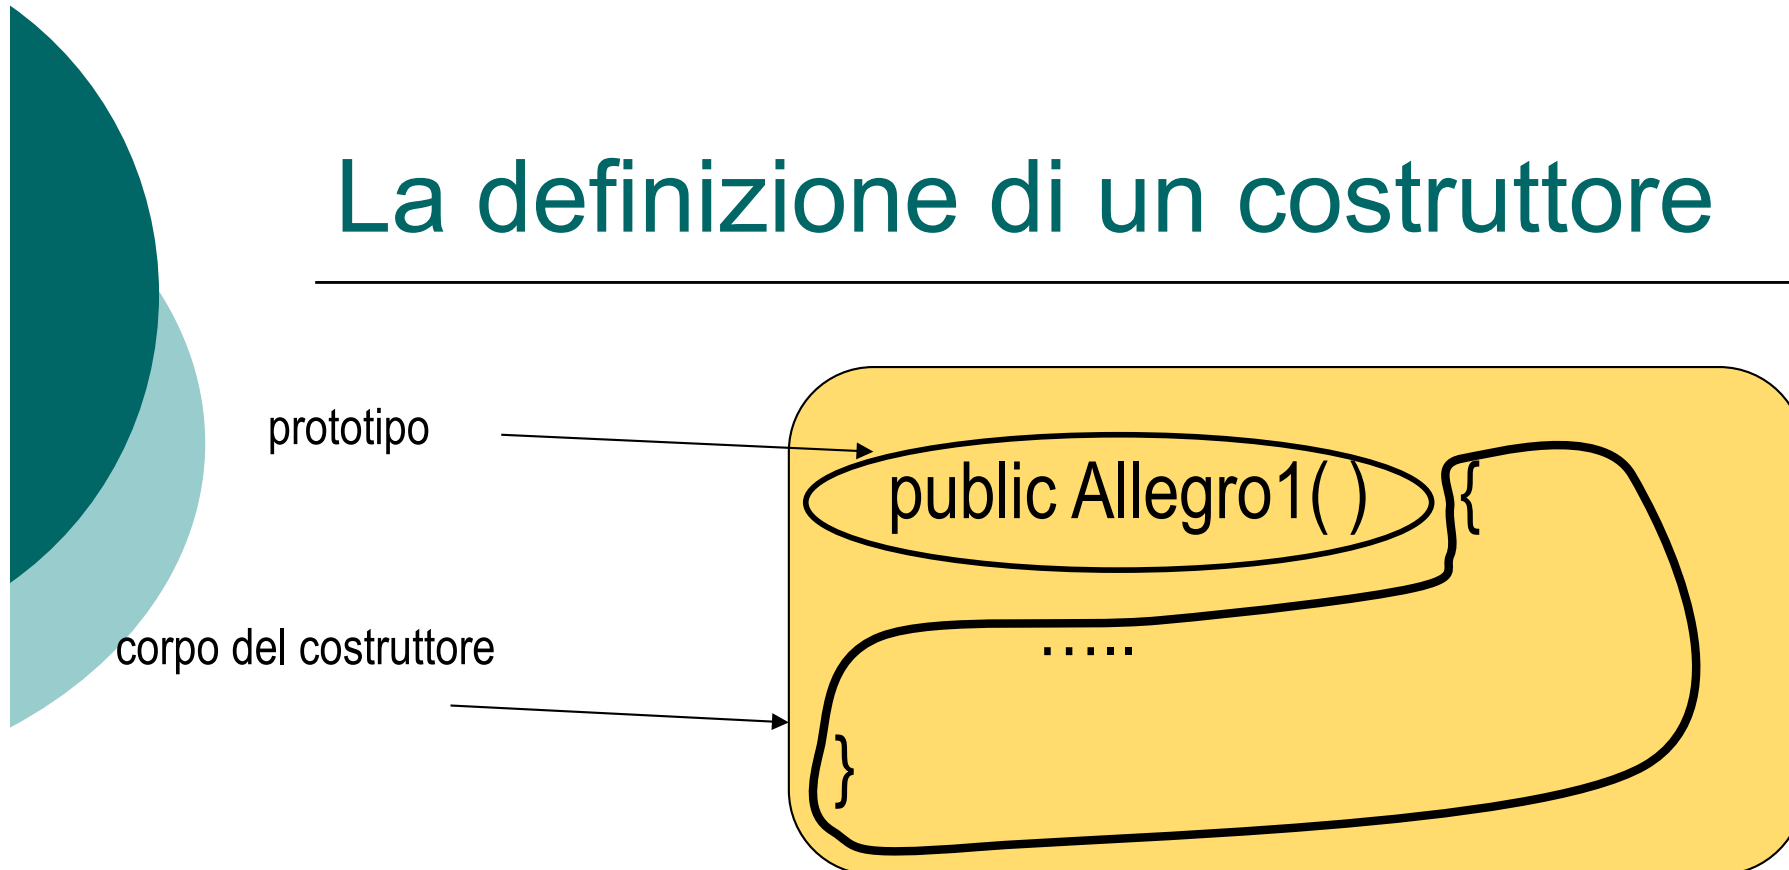 La definizione di un costruttore
prototipo
public Allegro1( ) {
corpo del costruttore
.....
}